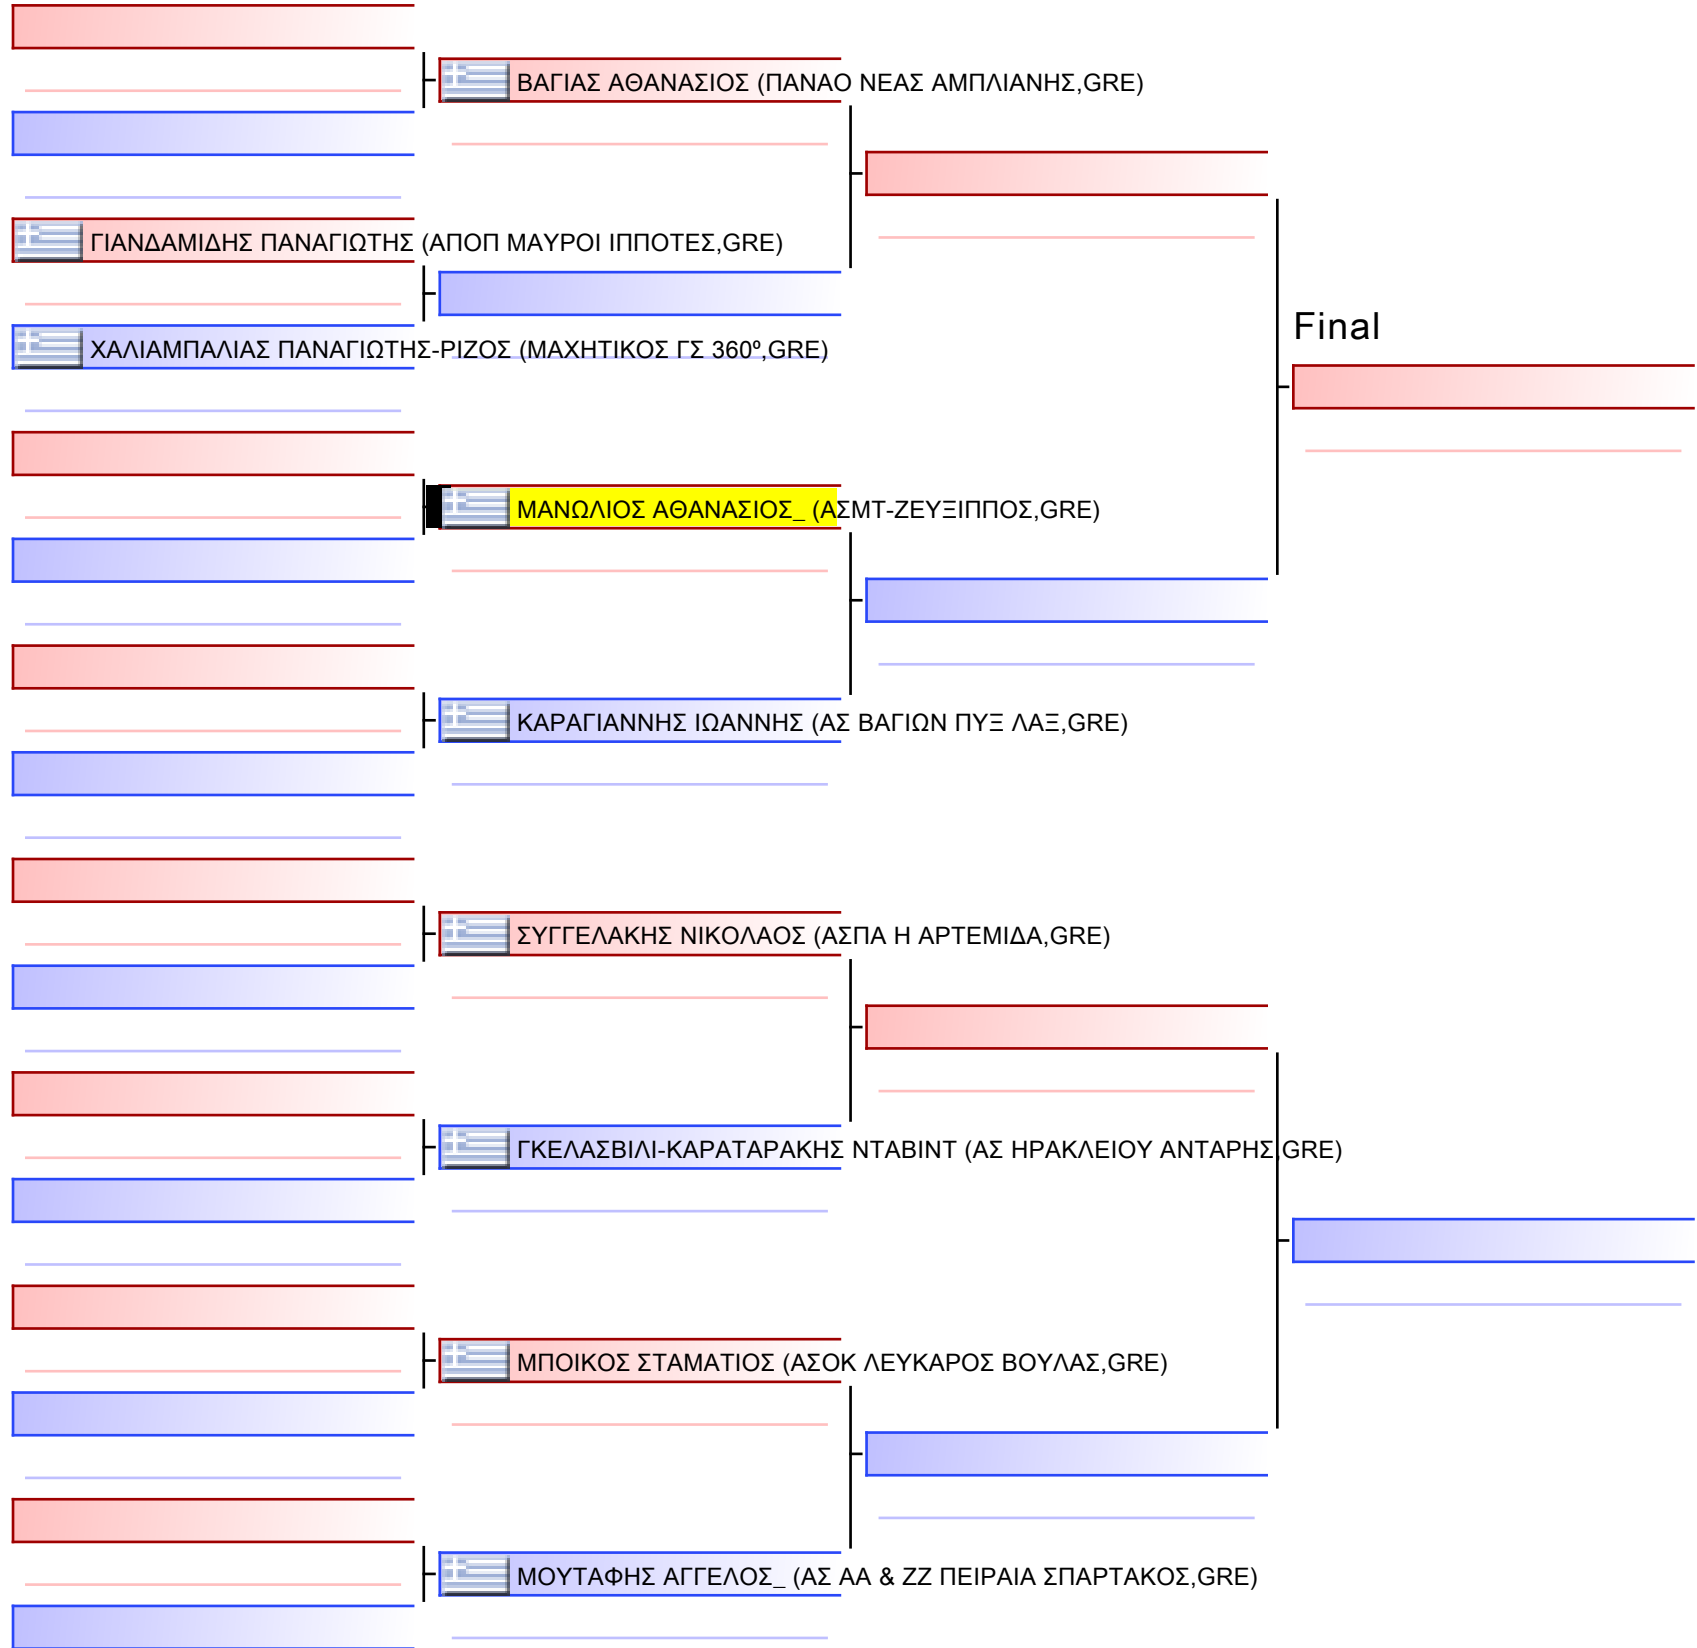 ΒΑΓΙΑΣ ΑΘΑΝΑΣΙΟΣ (ΠΑΝΑΟ ΝΕΑΣ ΑΜΠΛΙΑΝΗΣ,GRE)
ΓΙΑΝΔΑΜΙΔΗΣ ΠΑΝΑΓΙΩΤΗΣ (ΑΠΟΠ ΜΑΥΡΟΙ ΙΠΠΟΤΕΣ,GRE)
Final
ΧΑΛΙΑΜΠΑΛΙΑΣ ΠΑΝΑΓΙΩΤΗΣ-ΡΙΖΟΣ (ΜΑΧΗΤΙΚΟΣ ΓΣ 360º,GRE)
ΜΑΝΩΛΙΟΣ ΑΘΑΝΑΣΙΟΣ_ (ΑΣΜΤ-ΖΕΥΞΙΠΠΟΣ,GRE)
ΚΑΡΑΓΙΑΝΝΗΣ ΙΩΑΝΝΗΣ (ΑΣ ΒΑΓΙΩΝ ΠΥΞ ΛΑΞ,GRE)
ΣΥΓΓΕΛΑΚΗΣ ΝΙΚΟΛΑΟΣ (ΑΣΠΑ Η ΑΡΤΕΜΙΔΑ,GRE)
ΓΚΕΛΑΣΒΙΛΙ-ΚΑΡΑΤΑΡΑΚΗΣ ΝΤΑΒΙΝΤ (ΑΣ ΗΡΑΚΛΕΙΟΥ ΑΝΤΑΡΗΣ,GRE)
ΜΠΟΙΚΟΣ ΣΤΑΜΑΤΙΟΣ (ΑΣΟΚ ΛΕΥΚΑΡΟΣ ΒΟΥΛΑΣ,GRE)
ΜΟΥΤΑΦΗΣ ΑΓΓΕΛΟΣ_ (ΑΣ ΑΑ & ΖΖ ΠΕΙΡΑΙΑ ΣΠΑΡΤΑΚΟΣ,GRE)